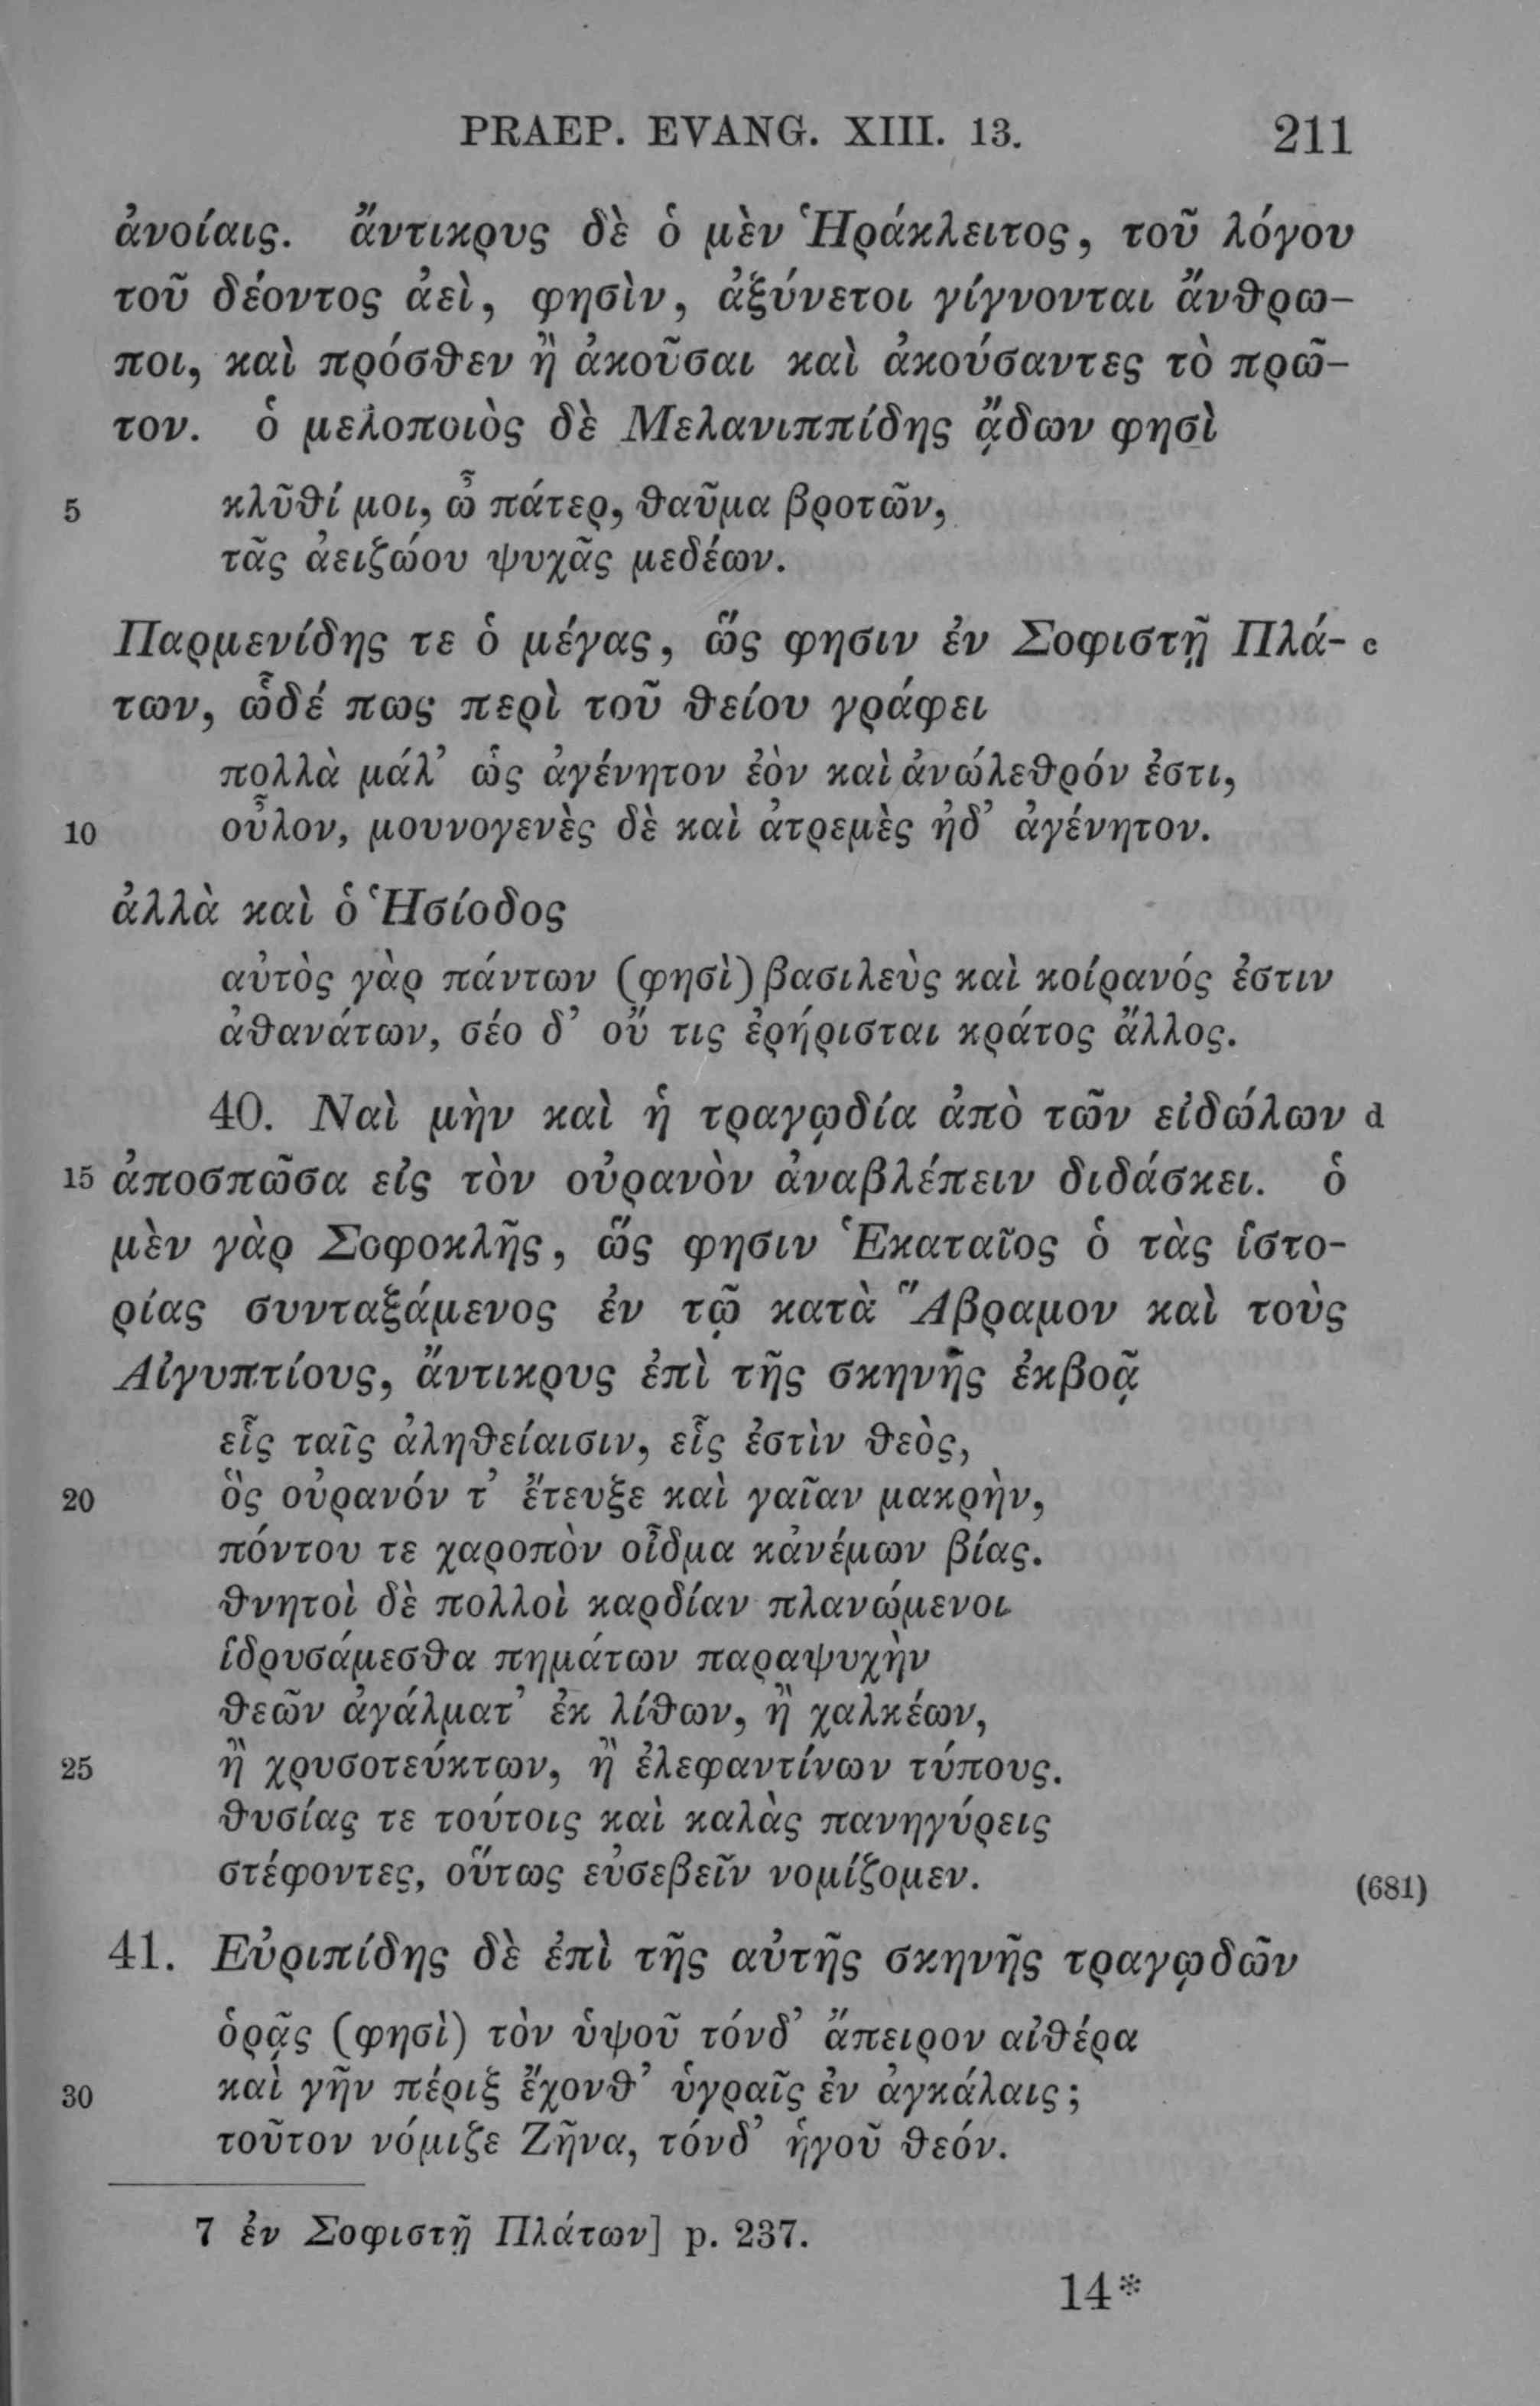 PRAEP. EVANG. XIII. 13. 211
ἀνοίαις. ἄντικρυς δὲ ὁ μὲν Ἡράκλειτος, τοῦ λόγου
τοῦ δέοντος ἀεὶ, φησὶν, ἀξύνετοι γίγνονται ἄνθρω-
ποι, καὶ πρόσθεν ἢ ἀκοῦσαι καὶ ἀκούσαντες τὸ πρῶ-
τον. ὁ μελοποιὸς δὲ Μελανιππίδης ᾄδων φησὶ
5 κλῦθί μοι, ὦ πάτερ, θαῦμα βροτῶν,
τᾶς ἀειζώου ψυχᾶς μεδέων.
Παρμενίδης τε ὁ μέγας, ὥς φησιν ἐν Σοφιστῇ Πλά- c
των, ὧδέ πως περὶ τοῦ θείου γράφει
πολλὰ μάλ’ ὡς ἀγένητον ἐὸν καὶ ἀνώλεθρόν ἐστι,
10 οὖλον, μουνογενὲς δὲ καὶ ἀτρεμὲς ἠδ’ ἀγένητον.
ἀλλὰ καὶ ὁ Ἡσίοδος
αὐτὸς γὰρ πάντων (φησὶ) βασιλεὺς καὶ κοίρανός ἐστιν
ἀθανάτων, σέο δ’ οὔ τις ἐρήρισται κράτος ἄλλος.
40. Ναὶ μὴν καὶ ἡ τραγῳδία ἀπὸ τῶν εἰδώλων d
15 ἀποσπῶσα εἰς τὸν οὐρανὸν ἀναβλέπειν διδάσκει. ὁ
μὲν γὰρ Σοφοκλῆς, ὥς φησιν Ἑκαταῖος ὁ τὰς ἱστο-
ρίας συνταξάμενος ἐν τῷ κατὰ Ἅβραμον καὶ τοὺς
Αἰγυπτίους, ἄντικρυς ἐπὶ τῆς σκηνῆς ἐκβοᾷ
εἷς ταῖς ἀληθείαισιν, εἷς ἐστὶν θεὸς,
20 ὃς οὐρανόν τ’ ἔτευξε καὶ γαῖαν μακρὴν,
πόντου τε χαροπὸν οἶδμα κἀνέμων βίας.
θνητοὶ δὲ πολλοὶ καρδίαν πλανώμενοι
ἱδρυσάμεσθα πημάτων παραψυχὴν
θεῶν ἀγάλματ’ ἐκ λίθων, ἢ χαλκέων,
25 ἢ χρυσοτεύκτων, ἢ ἐλεφαντίνων τύπους.
θυσίας τε τούτοις καὶ καλὰς πανηγύρεις
στέφοντες, οὕτως εὐσεβεῖν νομίζομεν.
(681)
41. Εὐριπίδης δὲ ἐπὶ τῆς αὐτῆς σκηνῆς τραγῳδῶν
ὁρᾷς (φησὶ) τὸν ὑψοῦ τόνδ’ ἄπειρον αἰθέρα
30 καὶ γῆν πέριξ ἔχονθ’ ὑγραῖς ἐν ἀγκάλαις;
τοῦτον νόμιζε Ζῆνα, τόνδ’ ἡγοῦ θεόν.
7 ἐν Σοφιστῇ Πλάτων] p. 237.
14*